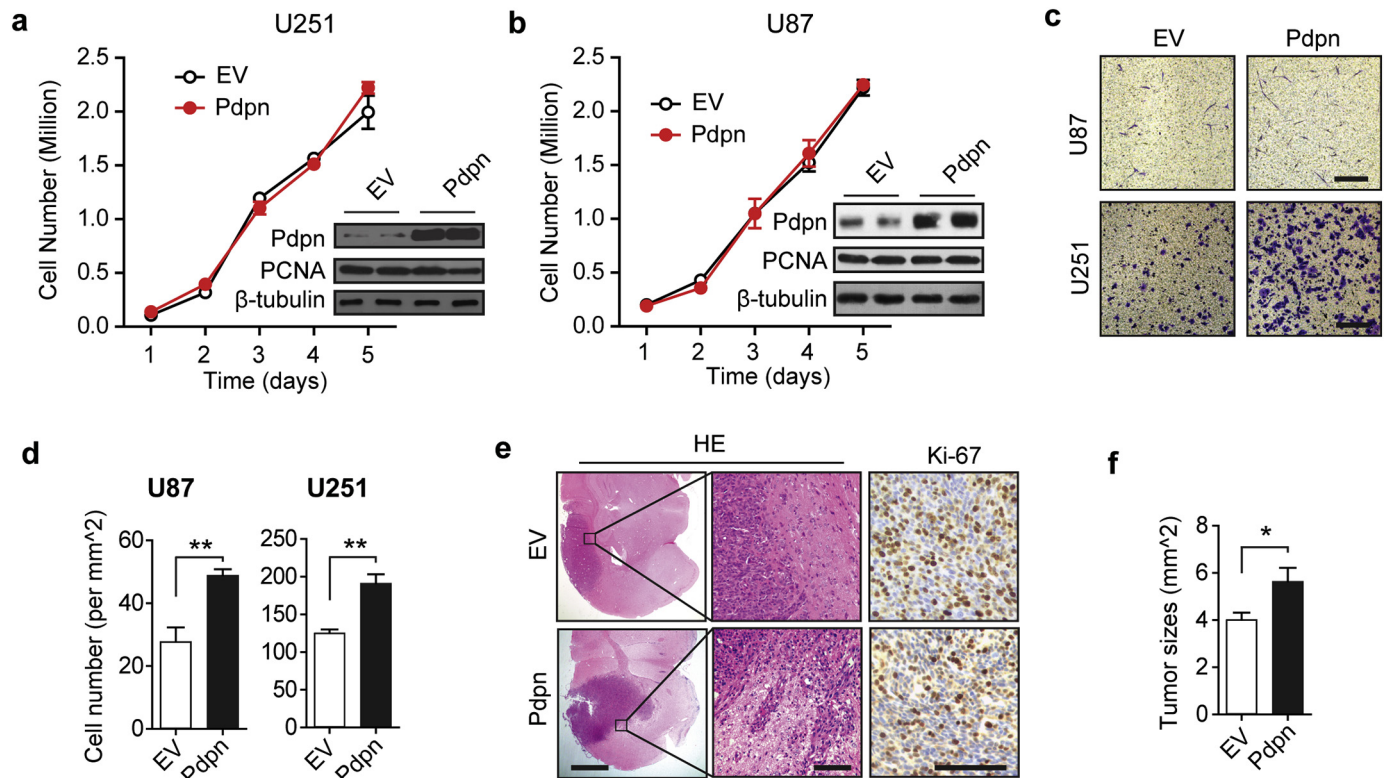 a
U251
Cell Number (Million)
2.5
2.0
1.5
1.0
0.5
0.0
1 2 3 4 5
Time (days)
EV
Pdpn
EV Pdpn
Pdpn
PCNA
β-tubulin
b
U87
Cell Number (Million)
2.5
2.0
1.5
1.0
0.5
0.0
1 2 3 4 5
Time (days)
EV
Pdpn
EV Pdpn
Pdpn
PCNA
β-tubulin
c
EV Pdpn
U87
U251
d
U87
Cell number (per mm^2)
60
40
20
0
**
EV Pdpn
U251
250
200
150
100
50
0
**
EV Pdpn
e
HE Ki-67
EV
Pdpn
f
Tumor sizes (mm^2)
8
6
4
2
0
*
EV Pdpn